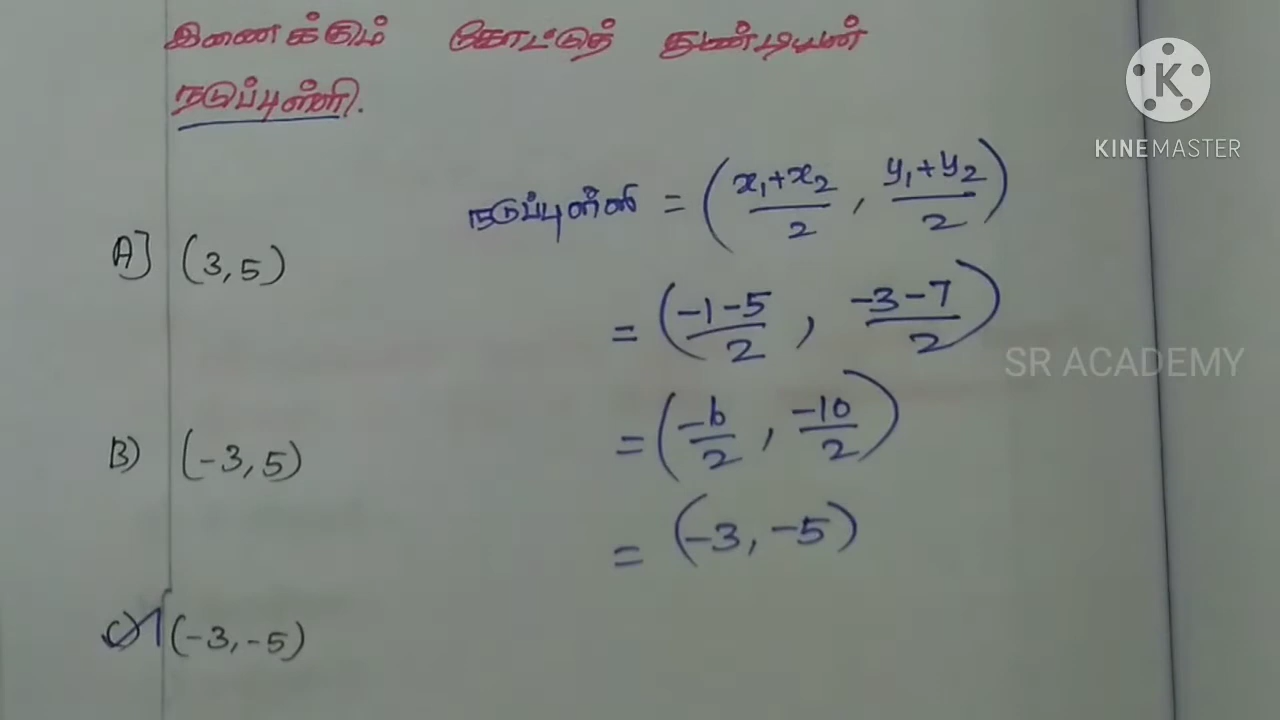 இணைக்கும் கோட்டுத் துண்டியன்
நடுப்புள்ளி.
K
KINEMASTER
நடுப்புள்ளி = (x₁+x₂/2, y₁+y₂/2)
A] (3,5)
= (-1-5/2, -3-7/2)
SR ACADEMY
= (-6/2, -10/2)
B) (-3,5)
= (-3,-5)
C) (-3,-5)